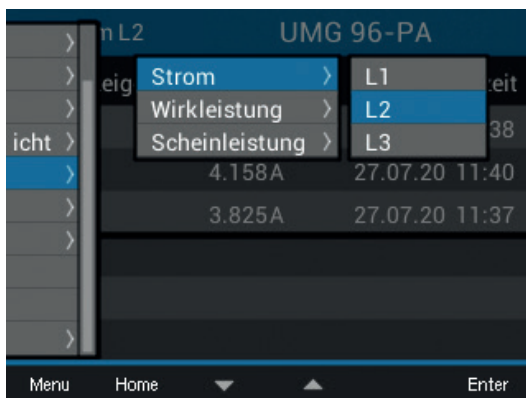 m L2 UMG 96-PA
eig Strom > L1 eit
Wirkleistung > L2 38
icht > Scheinleistung > L3
4.158A 27.07.20 11:40
3.825A 27.07.20 11:37
Menu Home Enter